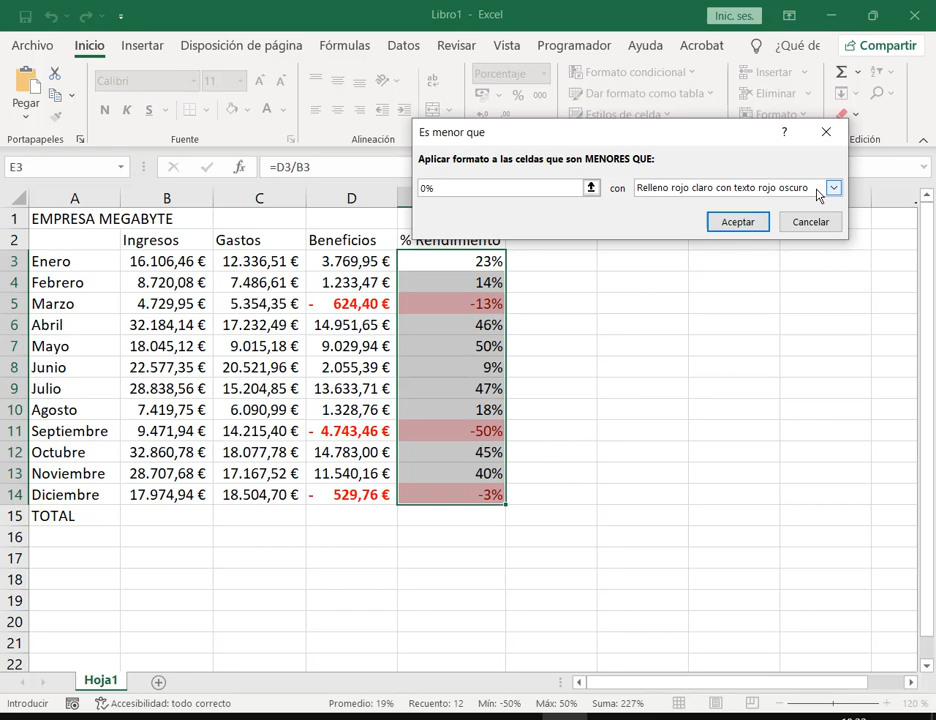 Libro1 - Excel
Inic. ses.
Archivo Inicio Insertar Disposición de página Fórmulas Datos Revisar Vista Programador Ayuda Acrobat ¿Qué de Compartir
Pegar
Calibri 11
Porcentaje
Formato condicional
Insertar
N K S
% 000
Dar formato como tabla
Eliminar
Estilos de celda
Formato
Portapapeles
Fuente
Alineación
Edición
Es menor que
Aplicar formato a las celdas que son MENORES QUE:
0% con Relleno rojo claro con texto rojo oscuro
Aceptar Cancelar
E3 fx =D3/B3
A B C D
1 EMPRESA MEGABYTE
2 Ingresos Gastos Beneficios % Rendimiento
3 Enero 16.106,46 € 12.336,51 € 3.769,95 € 23%
4 Febrero 8.720,08 € 7.486,61 € 1.233,47 € 14%
5 Marzo 4.729,95 € 5.354,35 € - 624,40 € -13%
6 Abril 32.184,14 € 17.232,49 € 14.951,65 € 46%
7 Mayo 18.045,12 € 9.015,18 € 9.029,94 € 50%
8 Junio 22.577,35 € 20.521,96 € 2.055,39 € 9%
9 Julio 28.838,56 € 15.204,85 € 13.633,71 € 47%
10 Agosto 7.419,75 € 6.090,99 € 1.328,76 € 18%
11 Septiembre 9.471,94 € 14.215,40 € - 4.743,46 € -50%
12 Octubre 32.860,78 € 18.077,78 € 14.783,00 € 45%
13 Noviembre 28.707,68 € 17.167,52 € 11.540,16 € 40%
14 Diciembre 17.974,94 € 18.504,70 € - 529,76 € -3%
15 TOTAL
16
17
18
19
20
21
22
Hoja1
Introducir Accesibilidad: todo correcto Promedio: 19% Recuento: 12 Mín: -50% Máx: 50% Suma: 227% 120 %